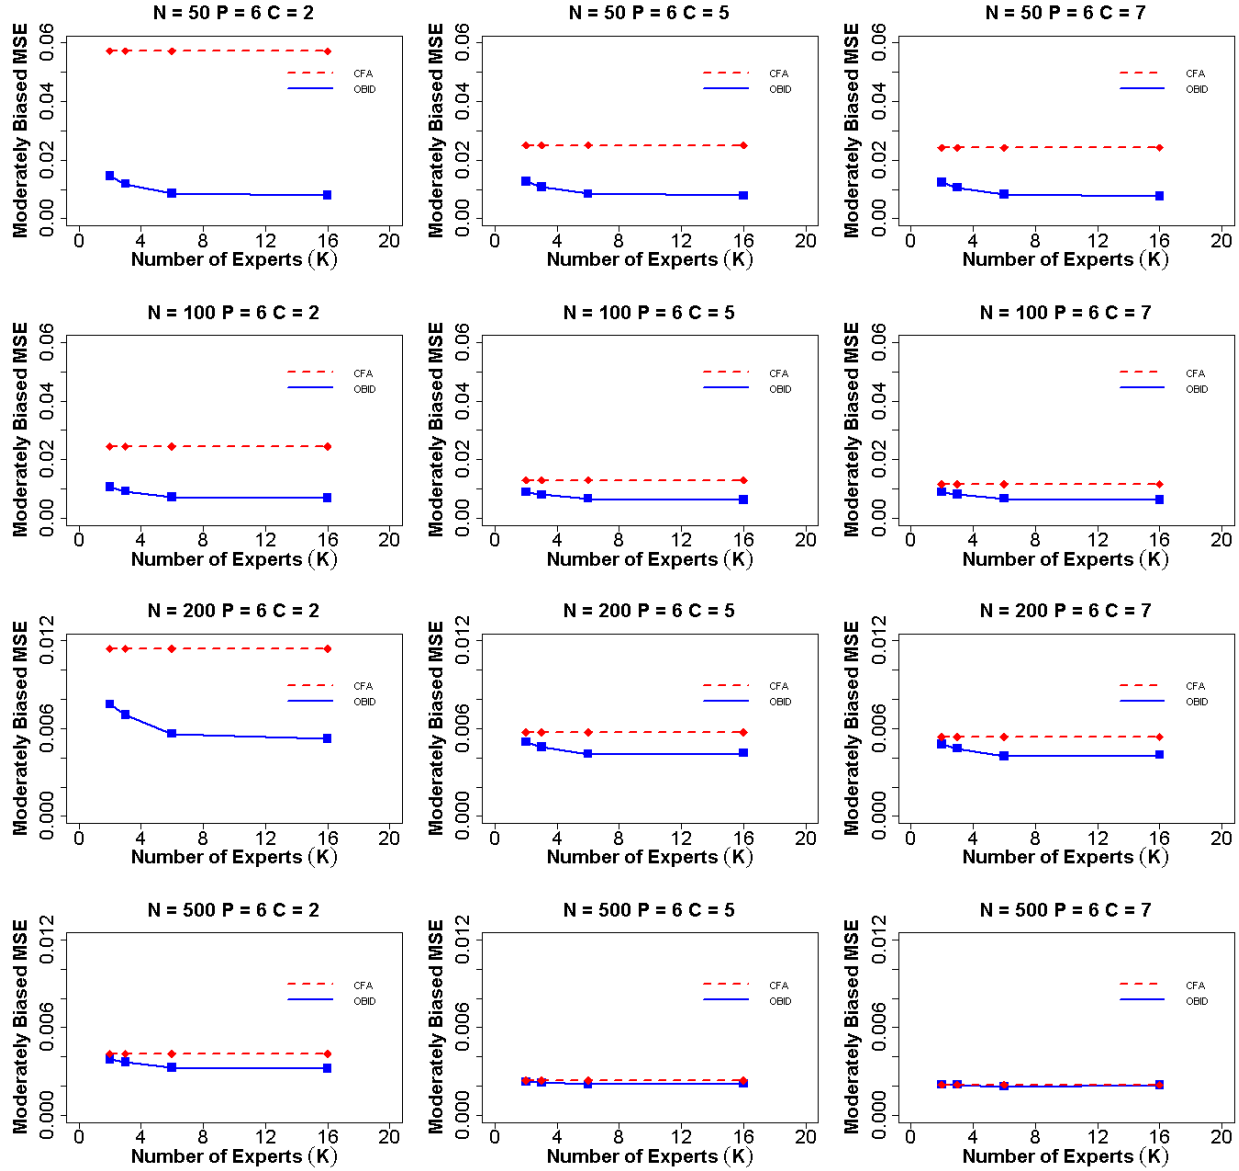 N = 50 P = 6 C = 2
Moderately Biased MSE
0.00 0.02 0.04 0.06
CFA
OBID
0 4 8 12 16 20
Number of Experts (K)
N = 50 P = 6 C = 5
Moderately Biased MSE
0.00 0.02 0.04 0.06
CFA
OBID
0 4 8 12 16 20
Number of Experts (K)
N = 50 P = 6 C = 7
Moderately Biased MSE
0.00 0.02 0.04 0.06
CFA
OBID
0 4 8 12 16 20
Number of Experts (K)
N = 100 P = 6 C = 2
Moderately Biased MSE
0.00 0.02 0.04 0.06
CFA
OBID
0 4 8 12 16 20
Number of Experts (K)
N = 100 P = 6 C = 5
Moderately Biased MSE
0.00 0.02 0.04 0.06
CFA
OBID
0 4 8 12 16 20
Number of Experts (K)
N = 100 P = 6 C = 7
Moderately Biased MSE
0.00 0.02 0.04 0.06
CFA
OBID
0 4 8 12 16 20
Number of Experts (K)
N = 200 P = 6 C = 2
Moderately Biased MSE
0.000 0.006 0.012
CFA
OBID
0 4 8 12 16 20
Number of Experts (K)
N = 200 P = 6 C = 5
Moderately Biased MSE
0.000 0.006 0.012
CFA
OBID
0 4 8 12 16 20
Number of Experts (K)
N = 200 P = 6 C = 7
Moderately Biased MSE
0.000 0.006 0.012
CFA
OBID
0 4 8 12 16 20
Number of Experts (K)
N = 500 P = 6 C = 2
Moderately Biased MSE
0.000 0.006 0.012
CFA
OBID
0 4 8 12 16 20
Number of Experts (K)
N = 500 P = 6 C = 5
Moderately Biased MSE
0.000 0.006 0.012
CFA
OBID
0 4 8 12 16 20
Number of Experts (K)
N = 500 P = 6 C = 7
Moderately Biased MSE
0.000 0.006 0.012
CFA
OBID
0 4 8 12 16 20
Number of Experts (K)